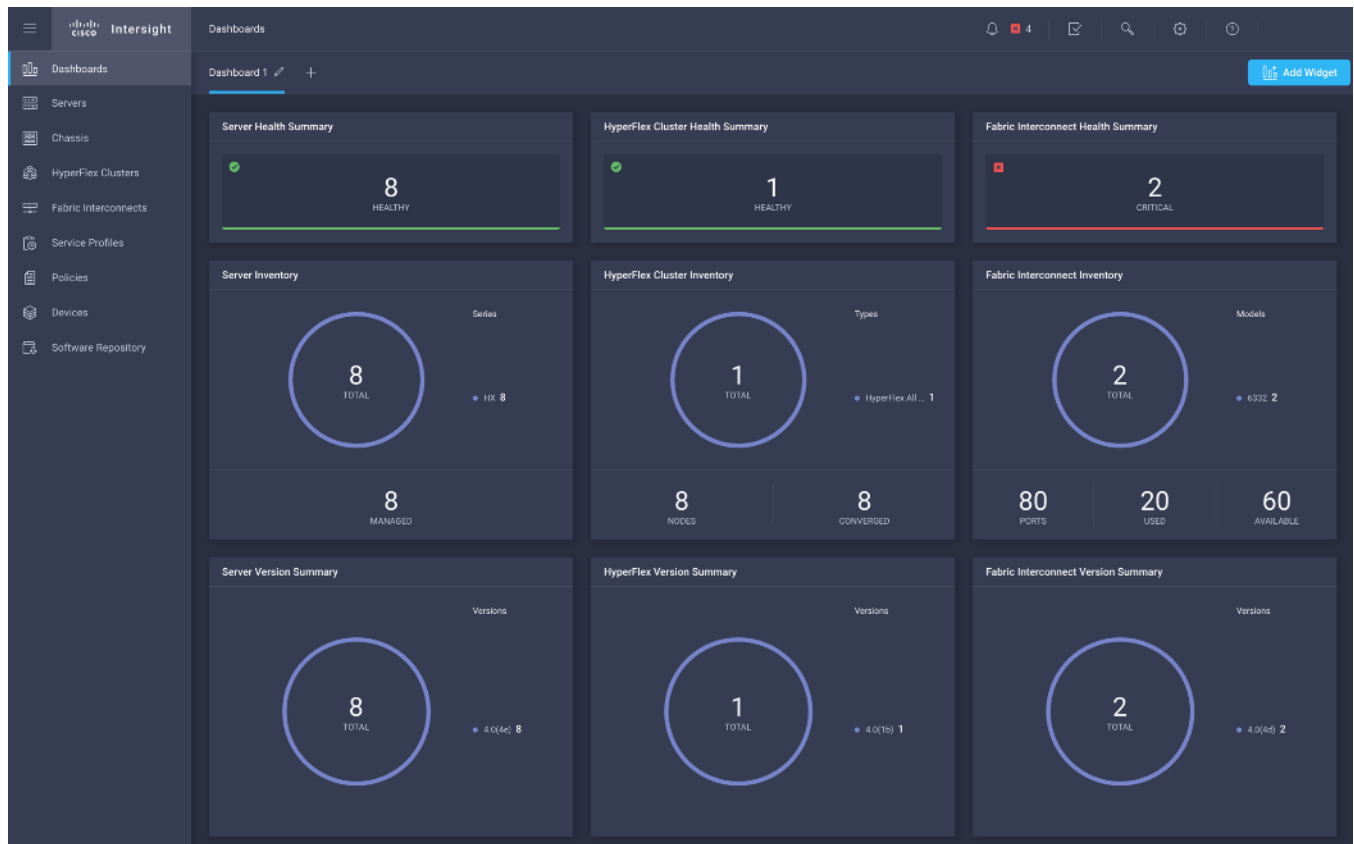 cisco Intersight
Dashboards
4
Dashboards
Servers
Chassis
HyperFlex Clusters
Fabric Interconnects
Service Profiles
Policies
Devices
Software Repository
Dashboard 1
+
Add Widget
Server Health Summary
8
HEALTHY
HyperFlex Cluster Health Summary
1
HEALTHY
Fabric Interconnect Health Summary
2
CRITICAL
Server Inventory
Series
8
TOTAL
HX 8
8
MANAGED
HyperFlex Cluster Inventory
Types
1
TOTAL
HyperFlex.All ... 1
8
NODES
8
CONVERGED
Fabric Interconnect Inventory
Models
2
TOTAL
6332 2
80
PORTS
20
USED
60
AVAILABLE
Server Version Summary
Versions
8
TOTAL
4.0(4e) 8
HyperFlex Version Summary
Versions
1
TOTAL
4.0(1b) 1
Fabric Interconnect Version Summary
Versions
2
TOTAL
4.0(4d) 2